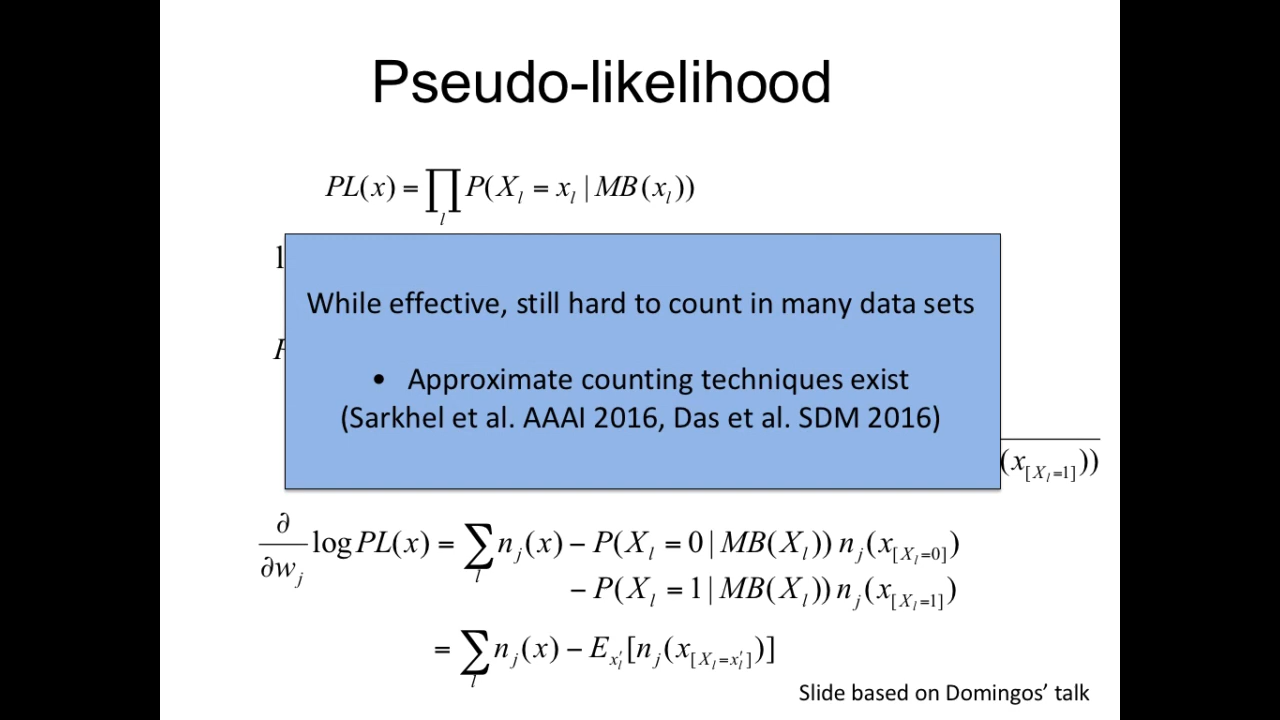 Pseudo-likelihood
PL(x) = ∏_l P(X_l = x_l | MB(x_l))
While effective, still hard to count in many data sets
• Approximate counting techniques exist
(Sarkhel et al. AAAI 2016, Das et al. SDM 2016)
(x_[X_l=1]))
∂/∂w_j log PL(x) = ∑_l n_j(x) − P(X_l = 0 | MB(X_l)) n_j(x_[X_l=0])
− P(X_l = 1 | MB(X_l)) n_j(x_[X_l=1])
= ∑_l n_j(x) − E_x'_l [n_j(x_[X_l=x'_l])]
Slide based on Domingos’ talk